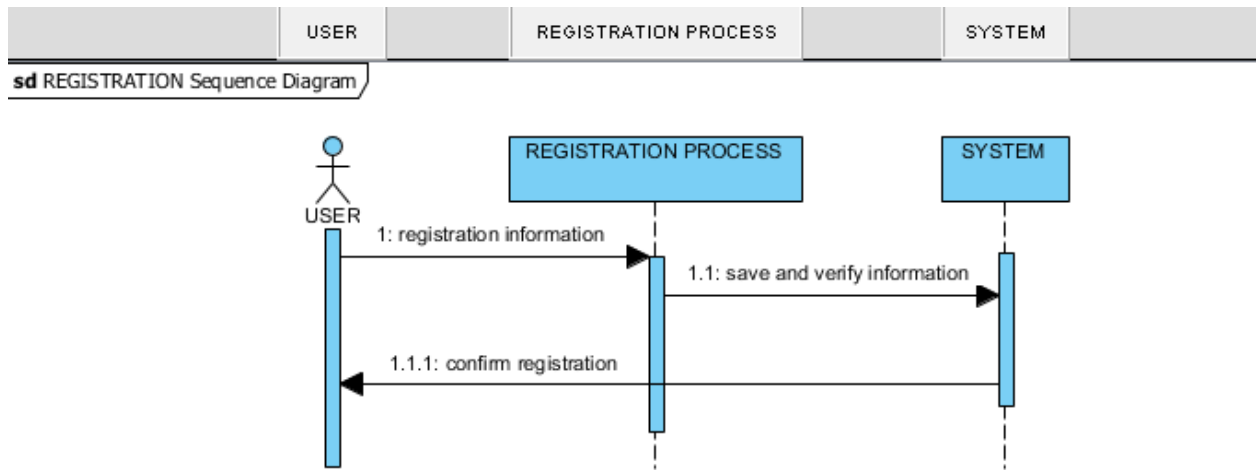 USER
REGISTRATION PROCESS
SYSTEM
sd REGISTRATION Sequence Diagram
REGISTRATION PROCESS
SYSTEM
USER
1: registration information
1.1: save and verify information
1.1.1: confirm registration